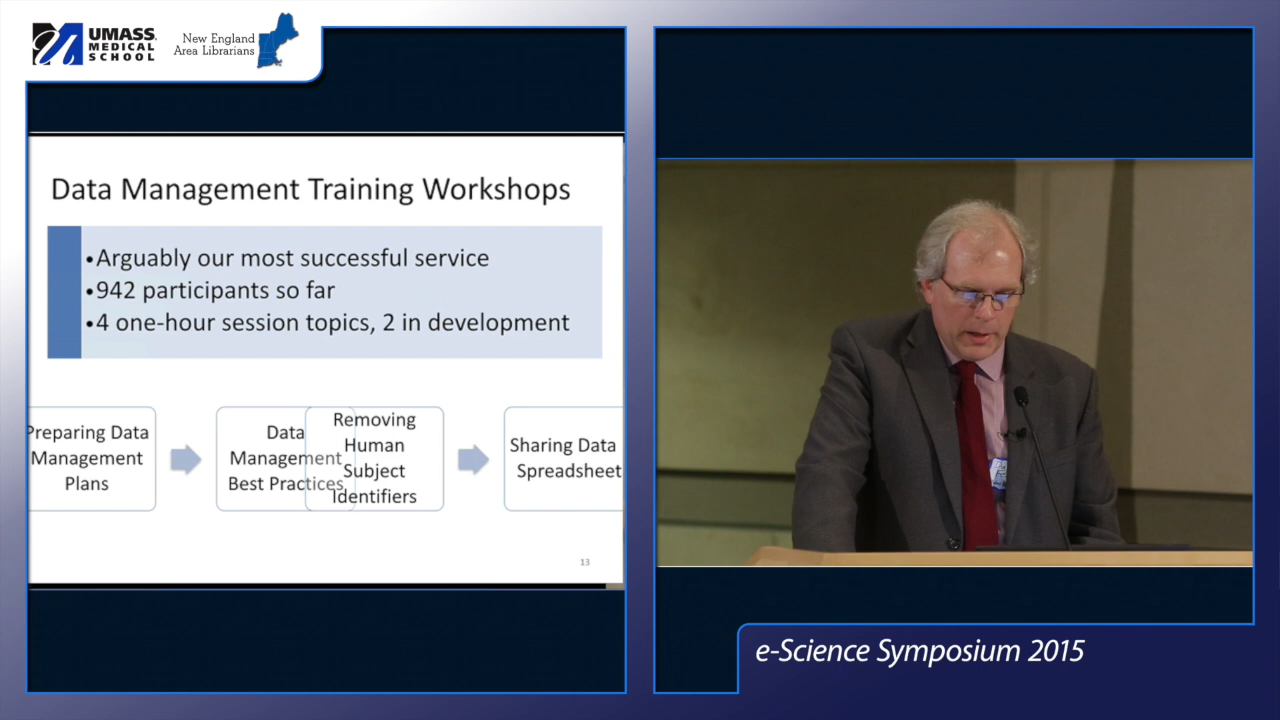 UMASS
MEDICAL
SCHOOL
New England
Area Librarians
Data Management Training Workshops
•Arguably our most successful service
•942 participants so far
•4 one-hour session topics, 2 in development
Preparing Data
Management
Plans
Data
Management
Best Practices
Removing
Human
Subject
Identifiers
Sharing Data
Spreadsheet
13
e-Science Symposium 2015